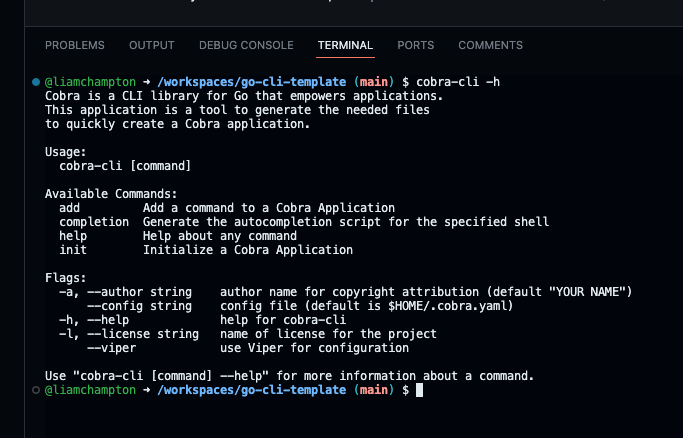 PROBLEMS OUTPUT DEBUG CONSOLE TERMINAL PORTS COMMENTS
@liamchampton → /workspaces/go-cli-template (main) $ cobra-cli -h
Cobra is a CLI library for Go that empowers applications.
This application is a tool to generate the needed files
to quickly create a Cobra application.

Usage:
  cobra-cli [command]

Available Commands:
  add         Add a command to a Cobra Application
  completion  Generate the autocompletion script for the specified shell
  help        Help about any command
  init        Initialize a Cobra Application

Flags:
  -a, --author string    author name for copyright attribution (default "YOUR NAME")
      --config string    config file (default is $HOME/.cobra.yaml)
  -h, --help             help for cobra-cli
  -l, --license string   name of license for the project
      --viper            use Viper for configuration

Use "cobra-cli [command] --help" for more information about a command.
@liamchampton → /workspaces/go-cli-template (main) $